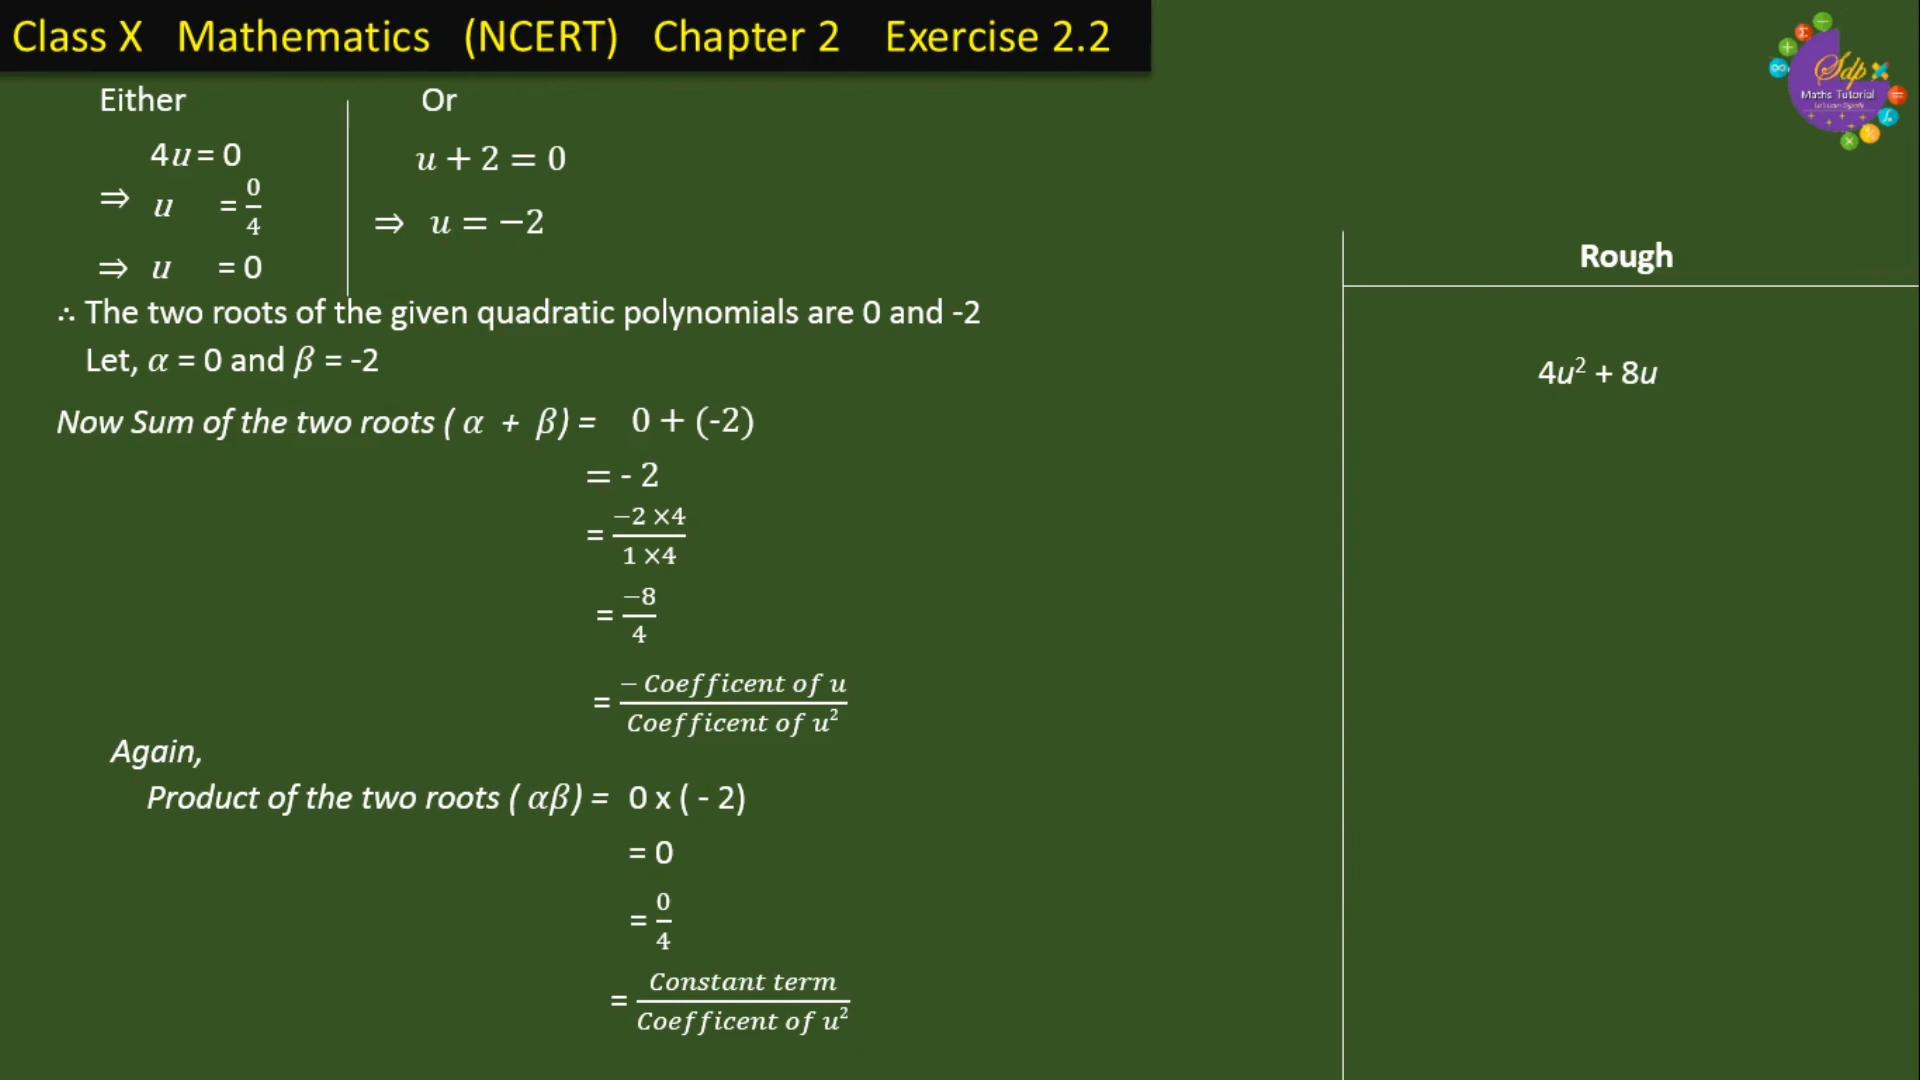 Class X Mathematics (NCERT) Chapter 2 Exercise 2.2
Sdp
Maths Tutorial
Either
4u = 0
⇒ u = 0/4
⇒ u = 0
Or
u + 2 = 0
⇒ u = −2
∴ The two roots of the given quadratic polynomials are 0 and -2
Let, α = 0 and β = -2
Now Sum of the two roots ( α + β) = 0 + (-2)
= - 2
= −2 ×4 / 1 ×4
= −8 / 4
= − Coefficent of u / Coefficent of u²
Again,
Product of the two roots ( αβ) = 0 x ( - 2)
= 0
= 0 / 4
= Constant term / Coefficent of u²
Rough
4u² + 8u